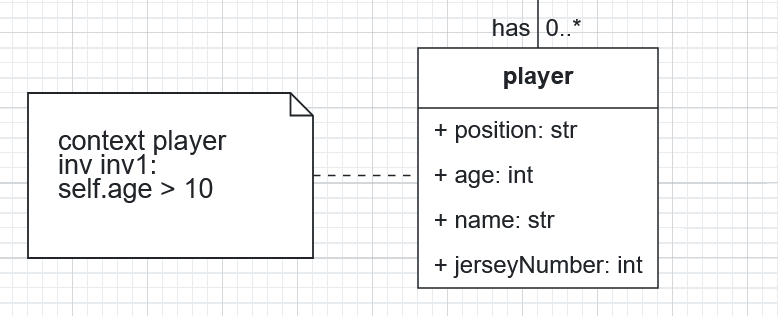 has 0..*
player
+ position: str
+ age: int
+ name: str
+ jerseyNumber: int
context player
inv inv1:
self.age > 10